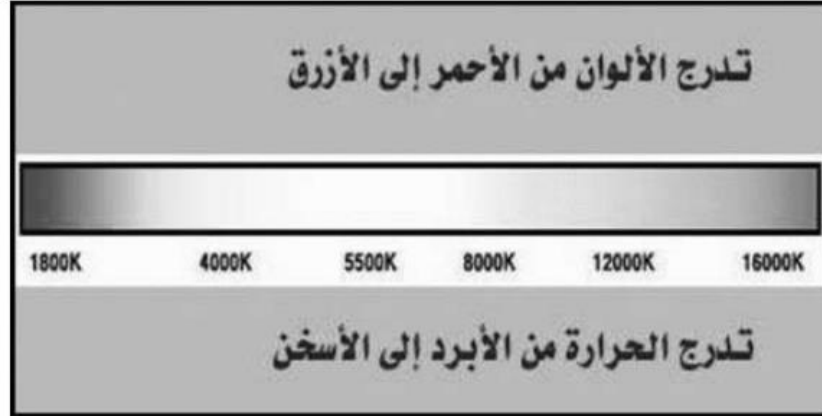 تدرج الألوان من الأحمر إلى الأزرق
1800K 4000K 5500K 8000K 12000K 16000K
تدرج الحرارة من الأبرد إلى الأسخن